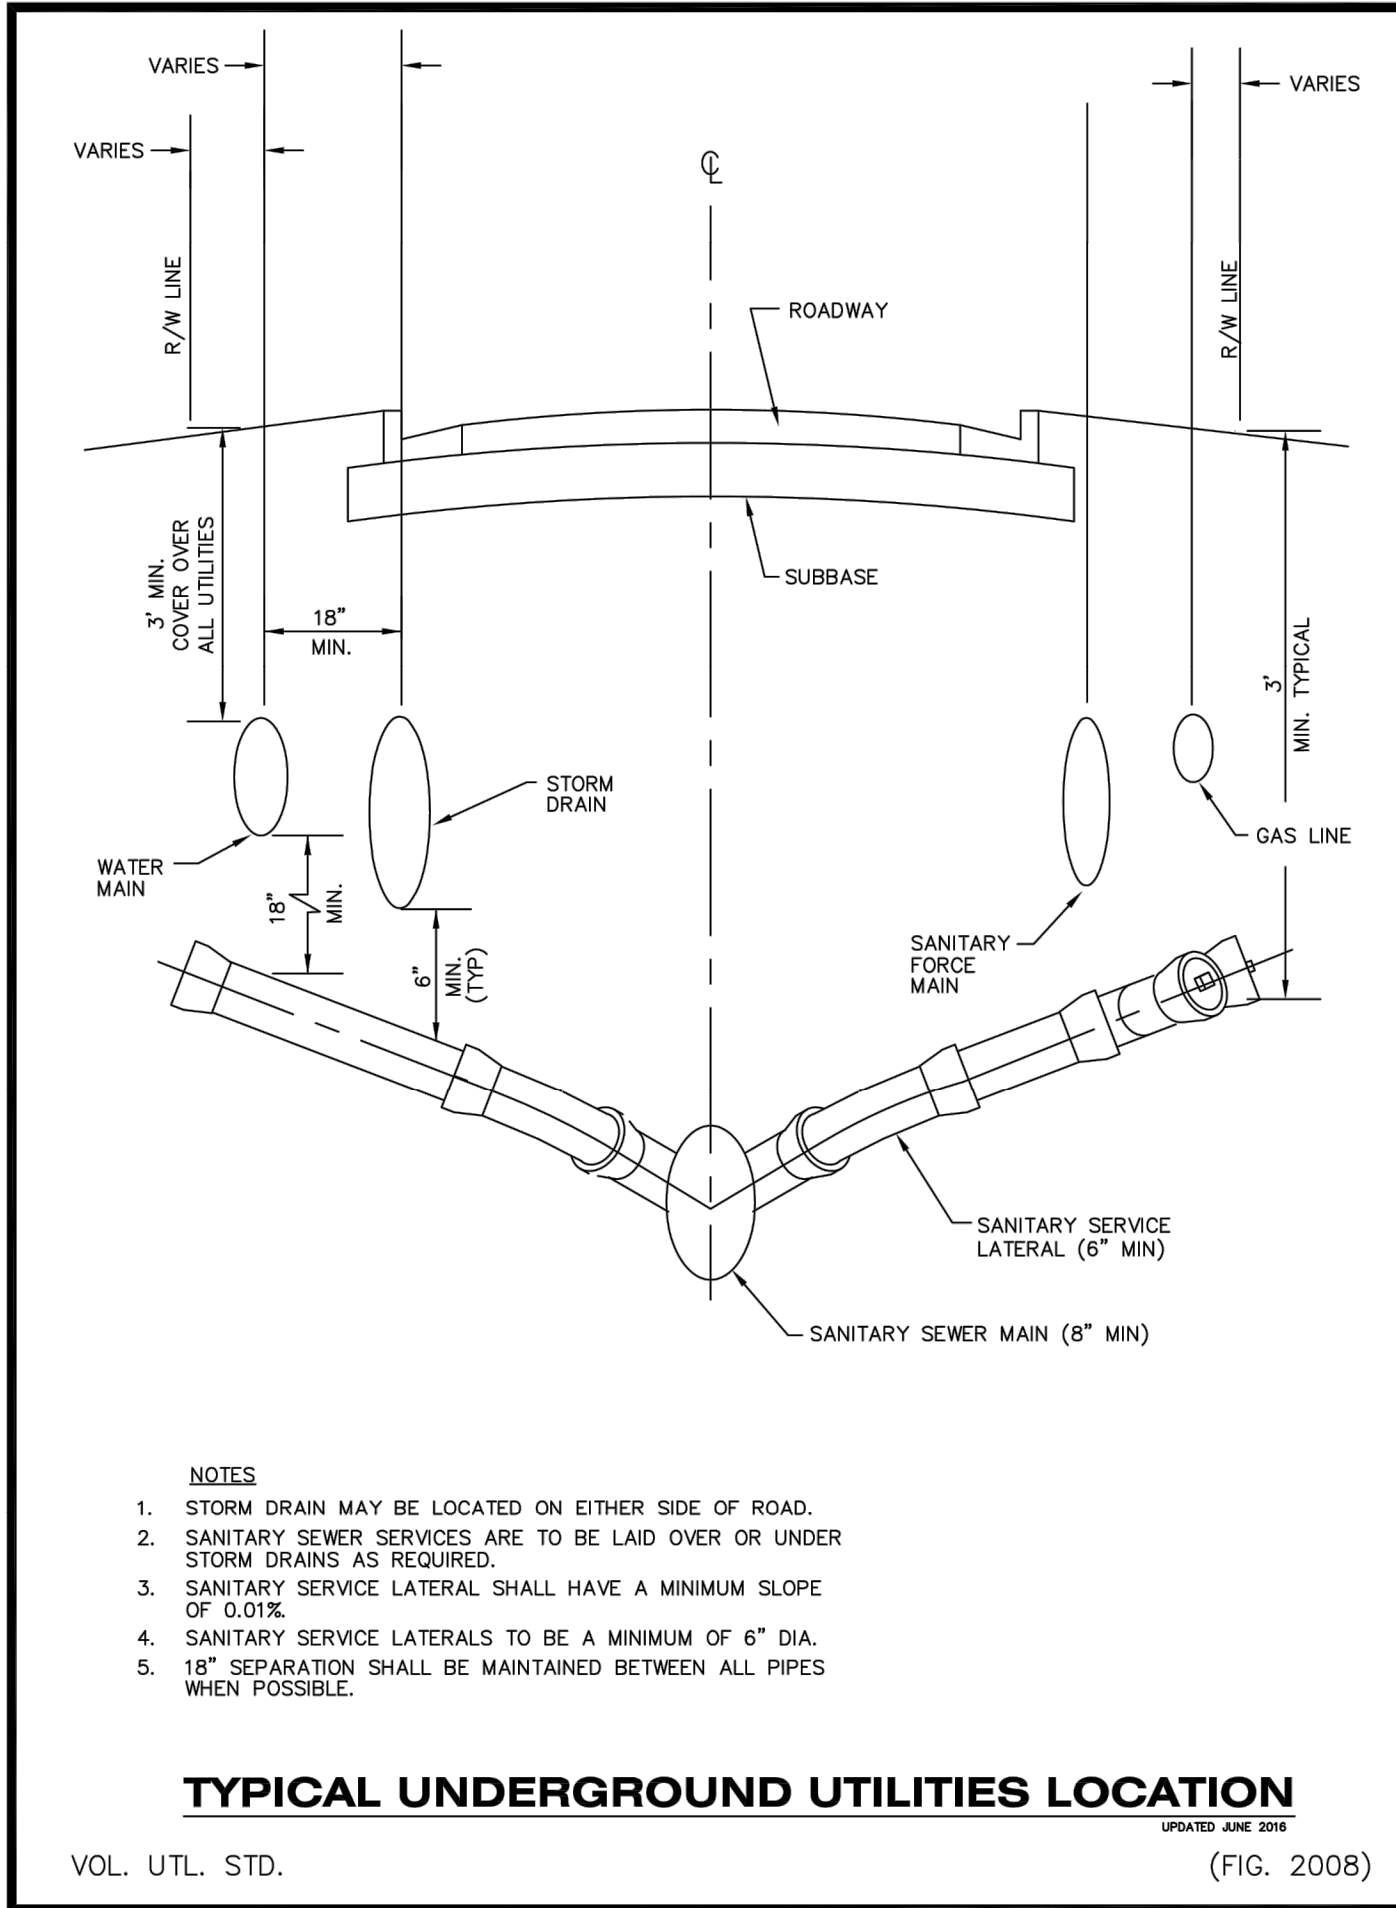 VARIES
VARIES
VARIES
℄
R/W LINE
R/W LINE
ROADWAY
SUBBASE
3' MIN.
COVER OVER
ALL UTILITIES
18"
MIN.
3'
MIN. TYPICAL
STORM
DRAIN
GAS LINE
WATER
MAIN
18"
MIN.
6"
MIN.
(TYP)
SANITARY
FORCE
MAIN
SANITARY SERVICE
LATERAL (6" MIN)
SANITARY SEWER MAIN (8" MIN)
NOTES
1. STORM DRAIN MAY BE LOCATED ON EITHER SIDE OF ROAD.
2. SANITARY SEWER SERVICES ARE TO BE LAID OVER OR UNDER
STORM DRAINS AS REQUIRED.
3. SANITARY SERVICE LATERAL SHALL HAVE A MINIMUM SLOPE
OF 0.01%.
4. SANITARY SERVICE LATERALS TO BE A MINIMUM OF 6" DIA.
5. 18" SEPARATION SHALL BE MAINTAINED BETWEEN ALL PIPES
WHEN POSSIBLE.
TYPICAL UNDERGROUND UTILITIES LOCATION
UPDATED JUNE 2016
VOL. UTL. STD.
(FIG. 2008)